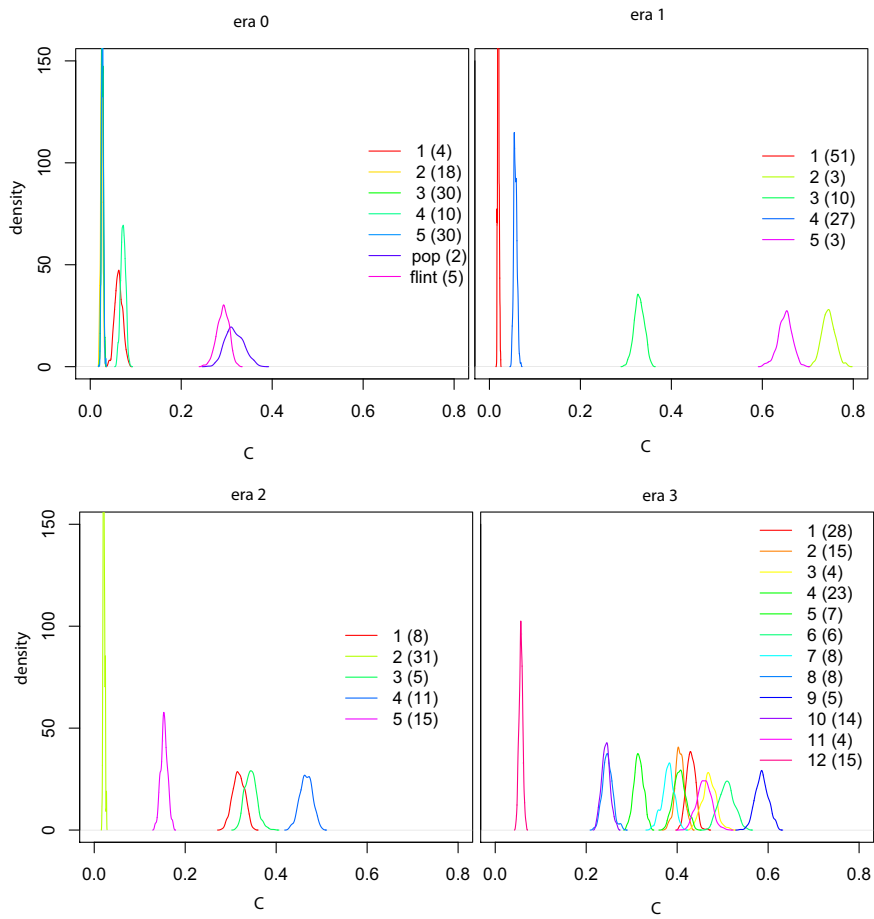 era 0
150
100
50
0
density
1 (4)
2 (18)
3 (30)
4 (10)
5 (30)
pop (2)
flint (5)
0.0 0.2 0.4 0.6 0.8
C
era 1
1 (51)
2 (3)
3 (10)
4 (27)
5 (3)
0.0 0.2 0.4 0.6 0.8
C
era 2
150
100
50
0
density
1 (8)
2 (31)
3 (5)
4 (11)
5 (15)
0.0 0.2 0.4 0.6 0.8
C
era 3
1 (28)
2 (15)
3 (4)
4 (23)
5 (7)
6 (6)
7 (8)
8 (8)
9 (5)
10 (14)
11 (4)
12 (15)
0.0 0.2 0.4 0.6 0.8
C